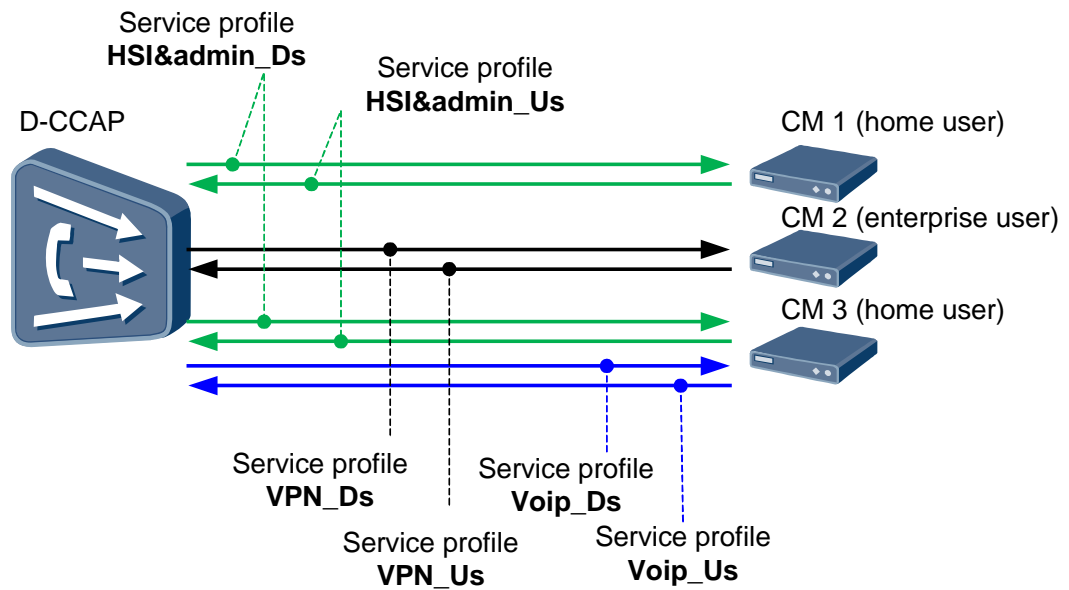 Service profile
HSI&admin_Ds
Service profile
HSI&admin_Us
D-CCAP
CM 1 (home user)
CM 2 (enterprise user)
CM 3 (home user)
Service profile
VPN_Ds
Service profile
Voip_Ds
Service profile
VPN_Us
Service profile
Voip_Us